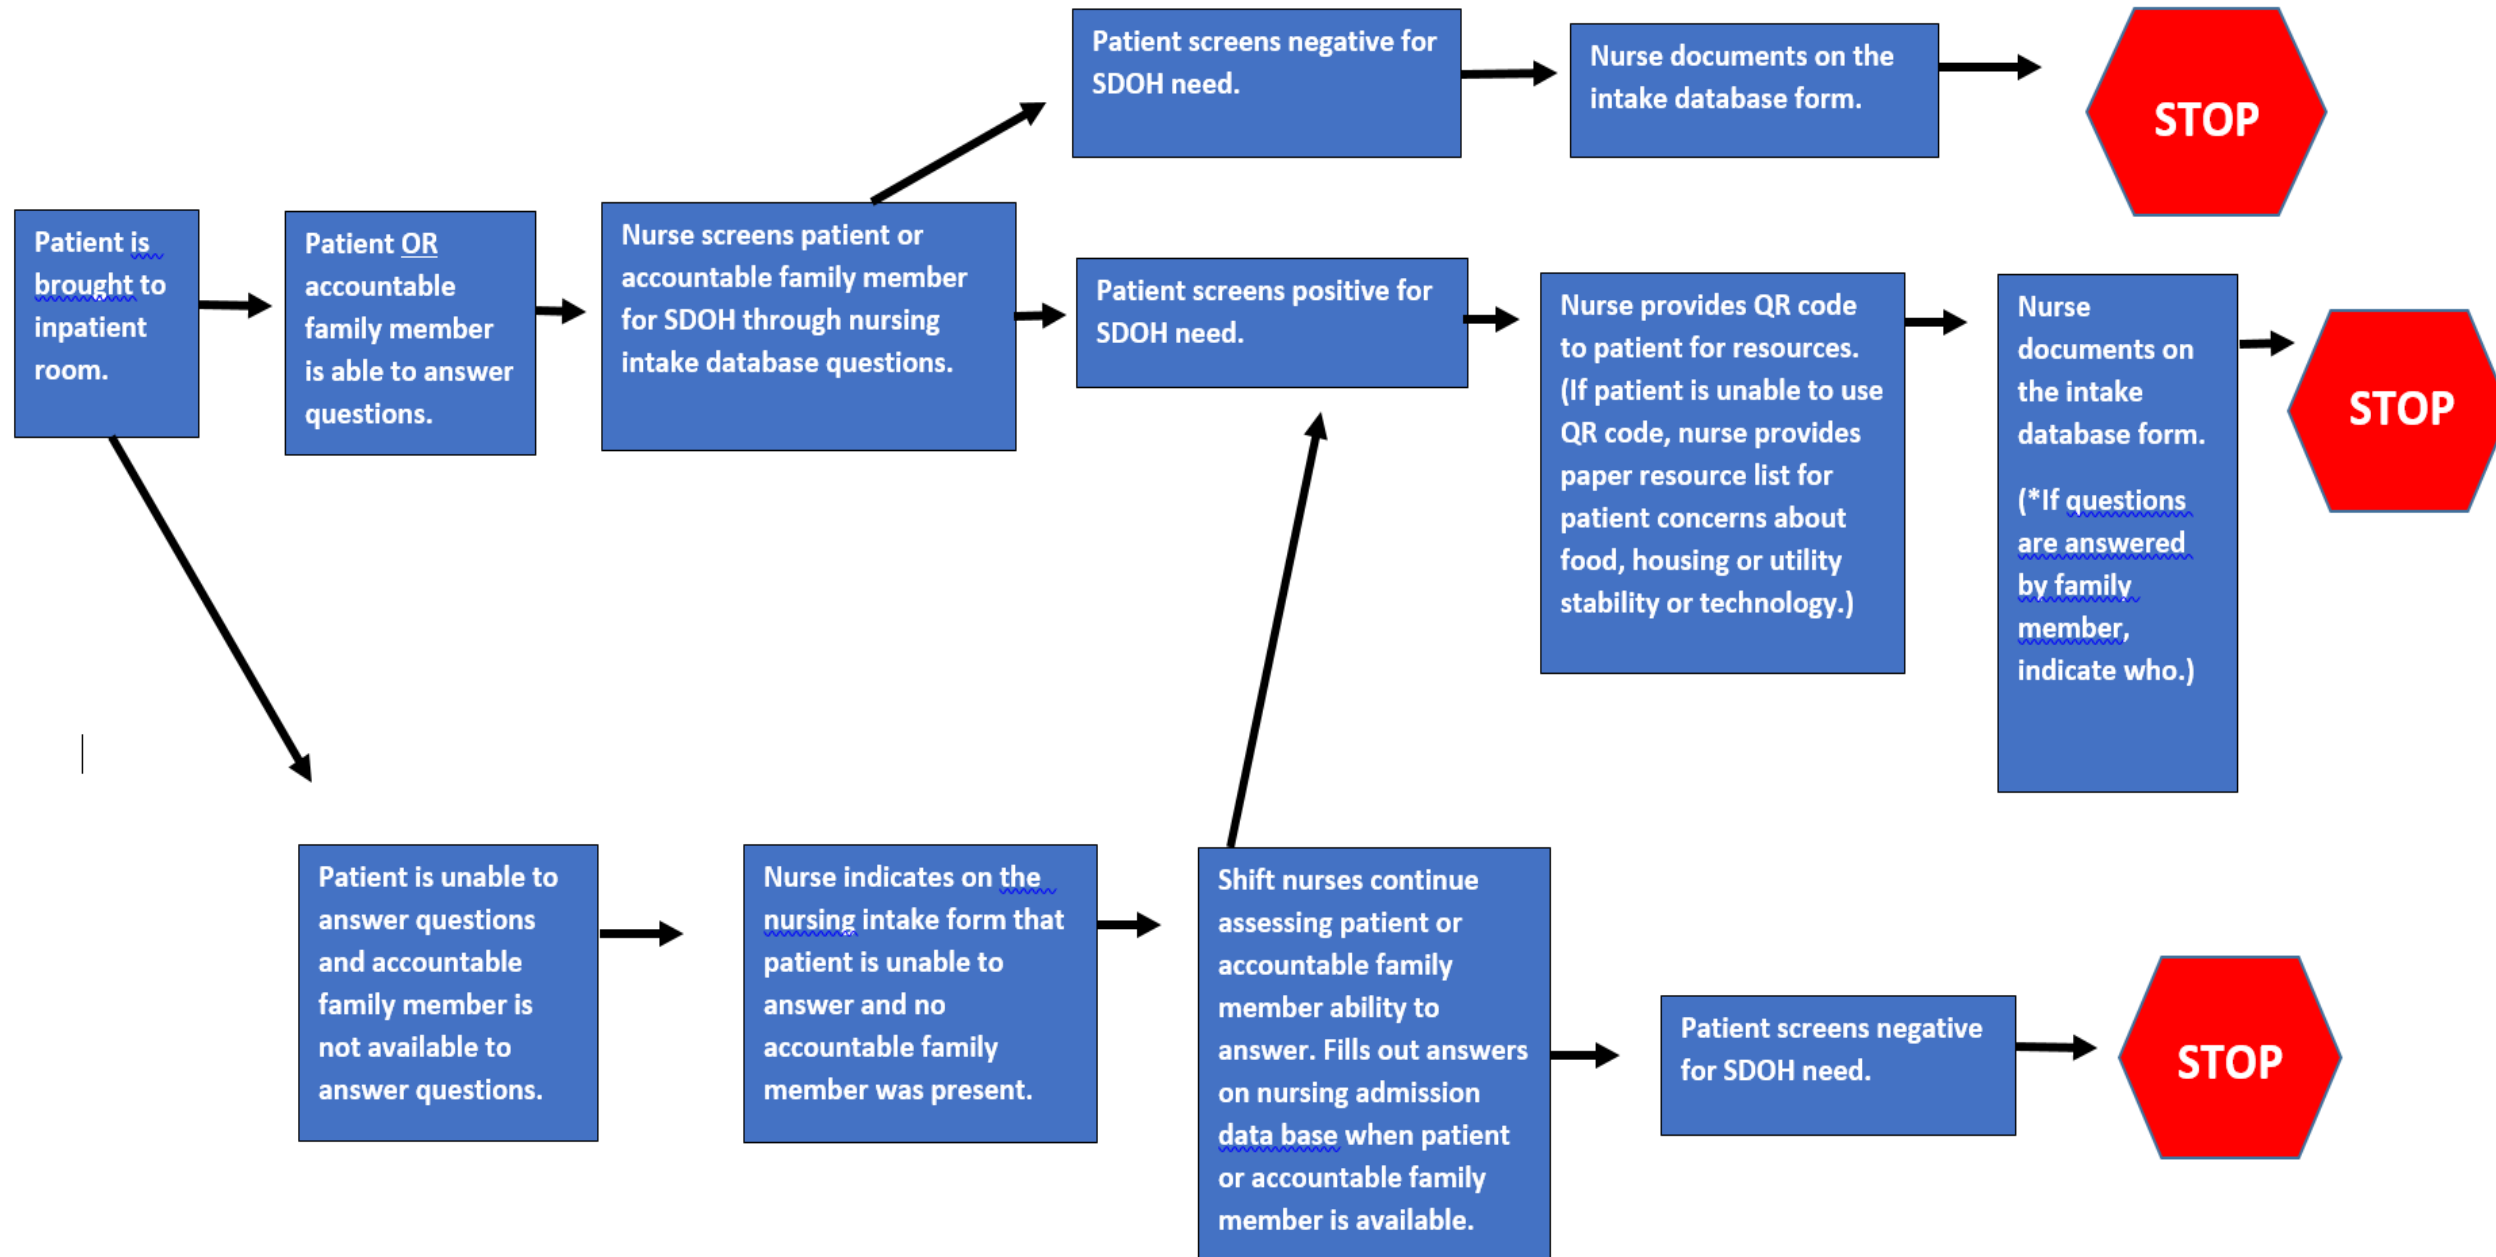 Patient screens negative for
SDOH need.
Nurse documents on the
intake database form.
STOP
Patient is
brought to
inpatient
room.
Patient OR
accountable
family member
is able to answer
questions.
Nurse screens patient or
accountable family member
for SDOH through nursing
intake database questions.
Patient screens positive for
SDOH need.
Nurse provides QR code
to patient for resources.
(If patient is unable to use
QR code, nurse provides
paper resource list for
patient concerns about
food, housing or utility
stability or technology.)
Nurse
documents on
the intake
database form.
(*If questions
are answered
by family
member,
indicate who.)
STOP
Patient is unable to
answer questions
and accountable
family member is
not available to
answer questions.
Nurse indicates on the
nursing intake form that
patient is unable to
answer and no
accountable family
member was present.
Shift nurses continue
assessing patient or
accountable family
member ability to
answer. Fills out answers
on nursing admission
data base when patient
or accountable family
member is available.
Patient screens negative
for SDOH need.
STOP